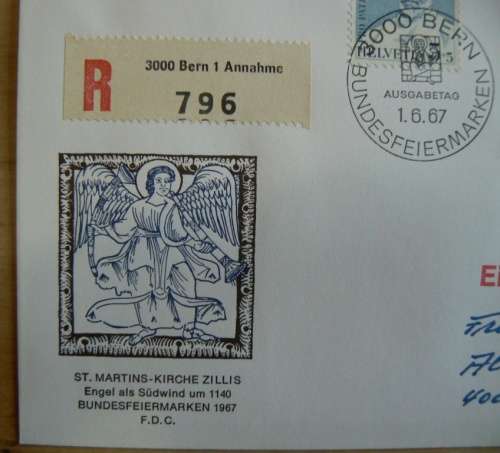 3000 Bern 1 Annahme
R
796
3000 BERN
HELVETIA
AUSGABETAG
1.6.67
BUNDESFEIERMARKEN
ST. MARTINS-KIRCHE ZILLIS
Engel als Südwind um 1140
BUNDESFEIERMARKEN 1967
F.D.C.